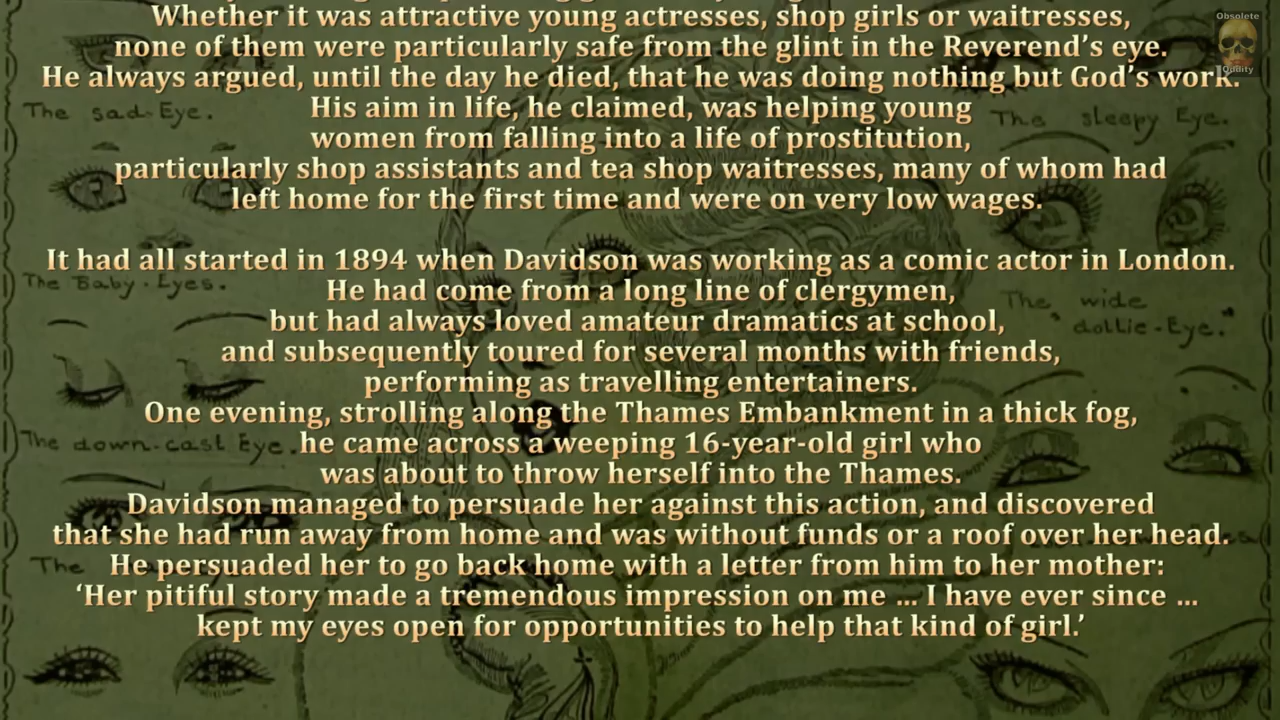 Whether it was attractive young actresses, shop girls or waitresses,
none of them were particularly safe from the glint in the Reverend's eye.
He always argued, until the day he died, that he was doing nothing but God's work.
His aim in life, he claimed, was helping young
women from falling into a life of prostitution,
particularly shop assistants and tea shop waitresses, many of whom had
left home for the first time and were on very low wages.
It had all started in 1894 when Davidson was working as a comic actor in London.
He had come from a long line of clergymen,
but had always loved amateur dramatics at school,
and subsequently toured for several months with friends,
performing as travelling entertainers.
One evening, strolling along the Thames Embankment in a thick fog,
he came across a weeping 16-year-old girl who
was about to throw herself into the Thames.
Davidson managed to persuade her against this action, and discovered
that she had run away from home and was without funds or a roof over her head.
He persuaded her to go back home with a letter from him to her mother:
‘Her pitiful story made a tremendous impression on me ... I have ever since ...
kept my eyes open for opportunities to help that kind of girl.’
The sad-Eye.
The Baby-Eyes.
The down-cast Eye.
The
The sleepy Eye.
The wide
dollie-Eye."
Obsolete
Oddity